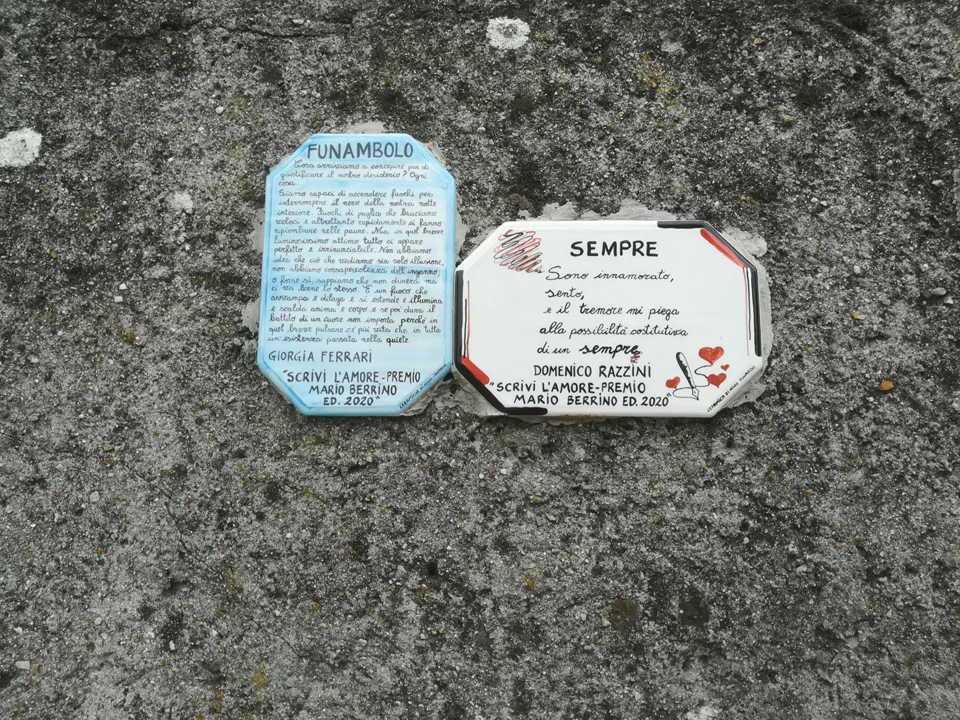 FUNAMBOLO
Cosa arriviamo a concepire pur di
giustificare il nostro desiderio? Ogni
cosa.
Siamo capaci di accendere fuochi per
interrompere il nero della nostra notte
interiore. Fuochi di paglia che bruciano
veloci e altrettanto rapidamente ci fanno
ripiombare nelle paure. Ma in quel breve
luminosissimo attimo tutto ci appare
perfetto e irrinunciabile. Non abbiamo
idea che ciò che vediamo sia solo illusione,
non abbiamo consapevolezza dell'inganno
o forse sì, sappiamo che non durerà ma
ci va bene lo stesso. È un fuoco che
avvampa e dilaga e si estende e illumina
e scalda anima e corpo e se poi dura il
battito di un cuore non importa perché in
quel breve pulsare c'è più vita che in tutta
un'esistenza passata nella quiete.
GIORGIA FERRARI
"SCRIVI L'AMORE-PREMIO
MARIO BERRINO
ED. 2020"
SEMPRE
Sono innamorato,
sento,
e il tremore mi piega
alla possibilità costitutiva
di un sempre
DOMENICO RAZZINI
"SCRIVI L'AMORE-PREMIO
MARIO BERRINO ED. 2020"
CERAMICA DI